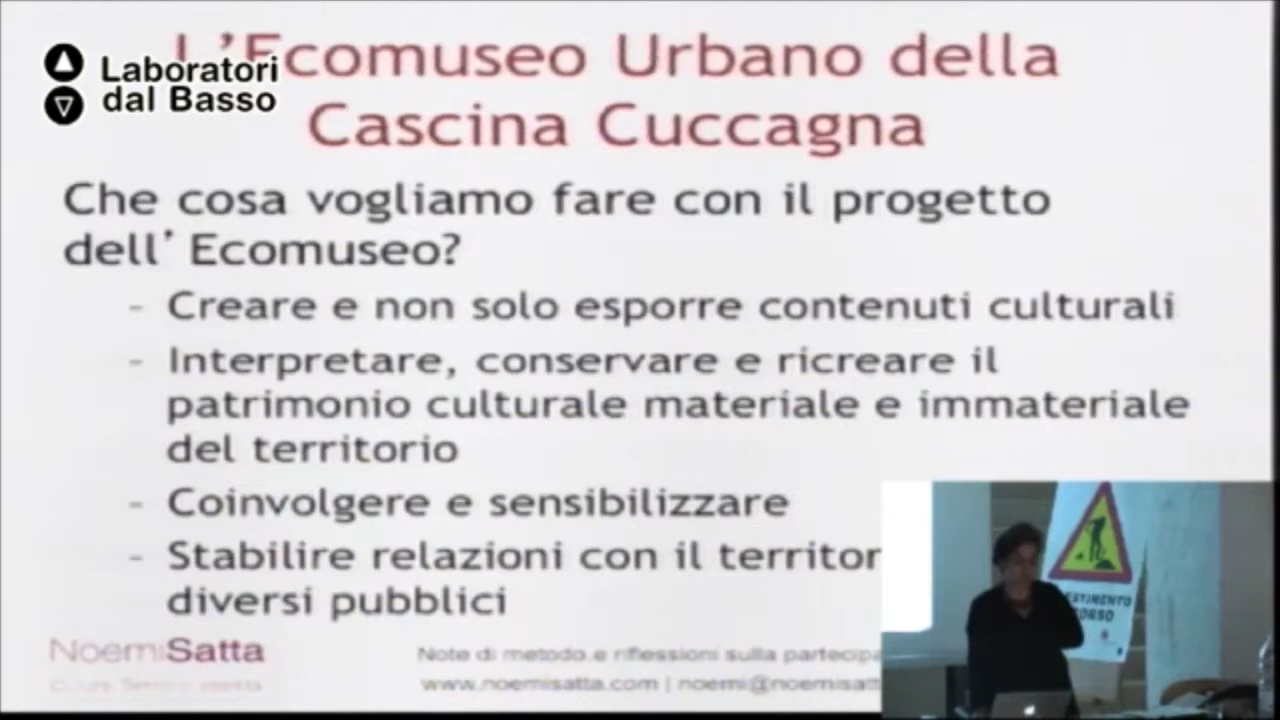 Laboratori
dal Basso
L'Ecomuseo Urbano della
Cascina Cuccagna
Che cosa vogliamo fare con il progetto
dell' Ecomuseo?
- Creare e non solo esporre contenuti culturali
- Interpretare, conservare e ricreare il
patrimonio culturale materiale e immateriale
del territorio
- Coinvolgere e sensibilizzare
- Stabilire relazioni con il territor
diversi pubblici
NoemiSatta
Note di metodo e riflessioni sulla partecipa
www.noemisatta.com | noemi@noemisatt